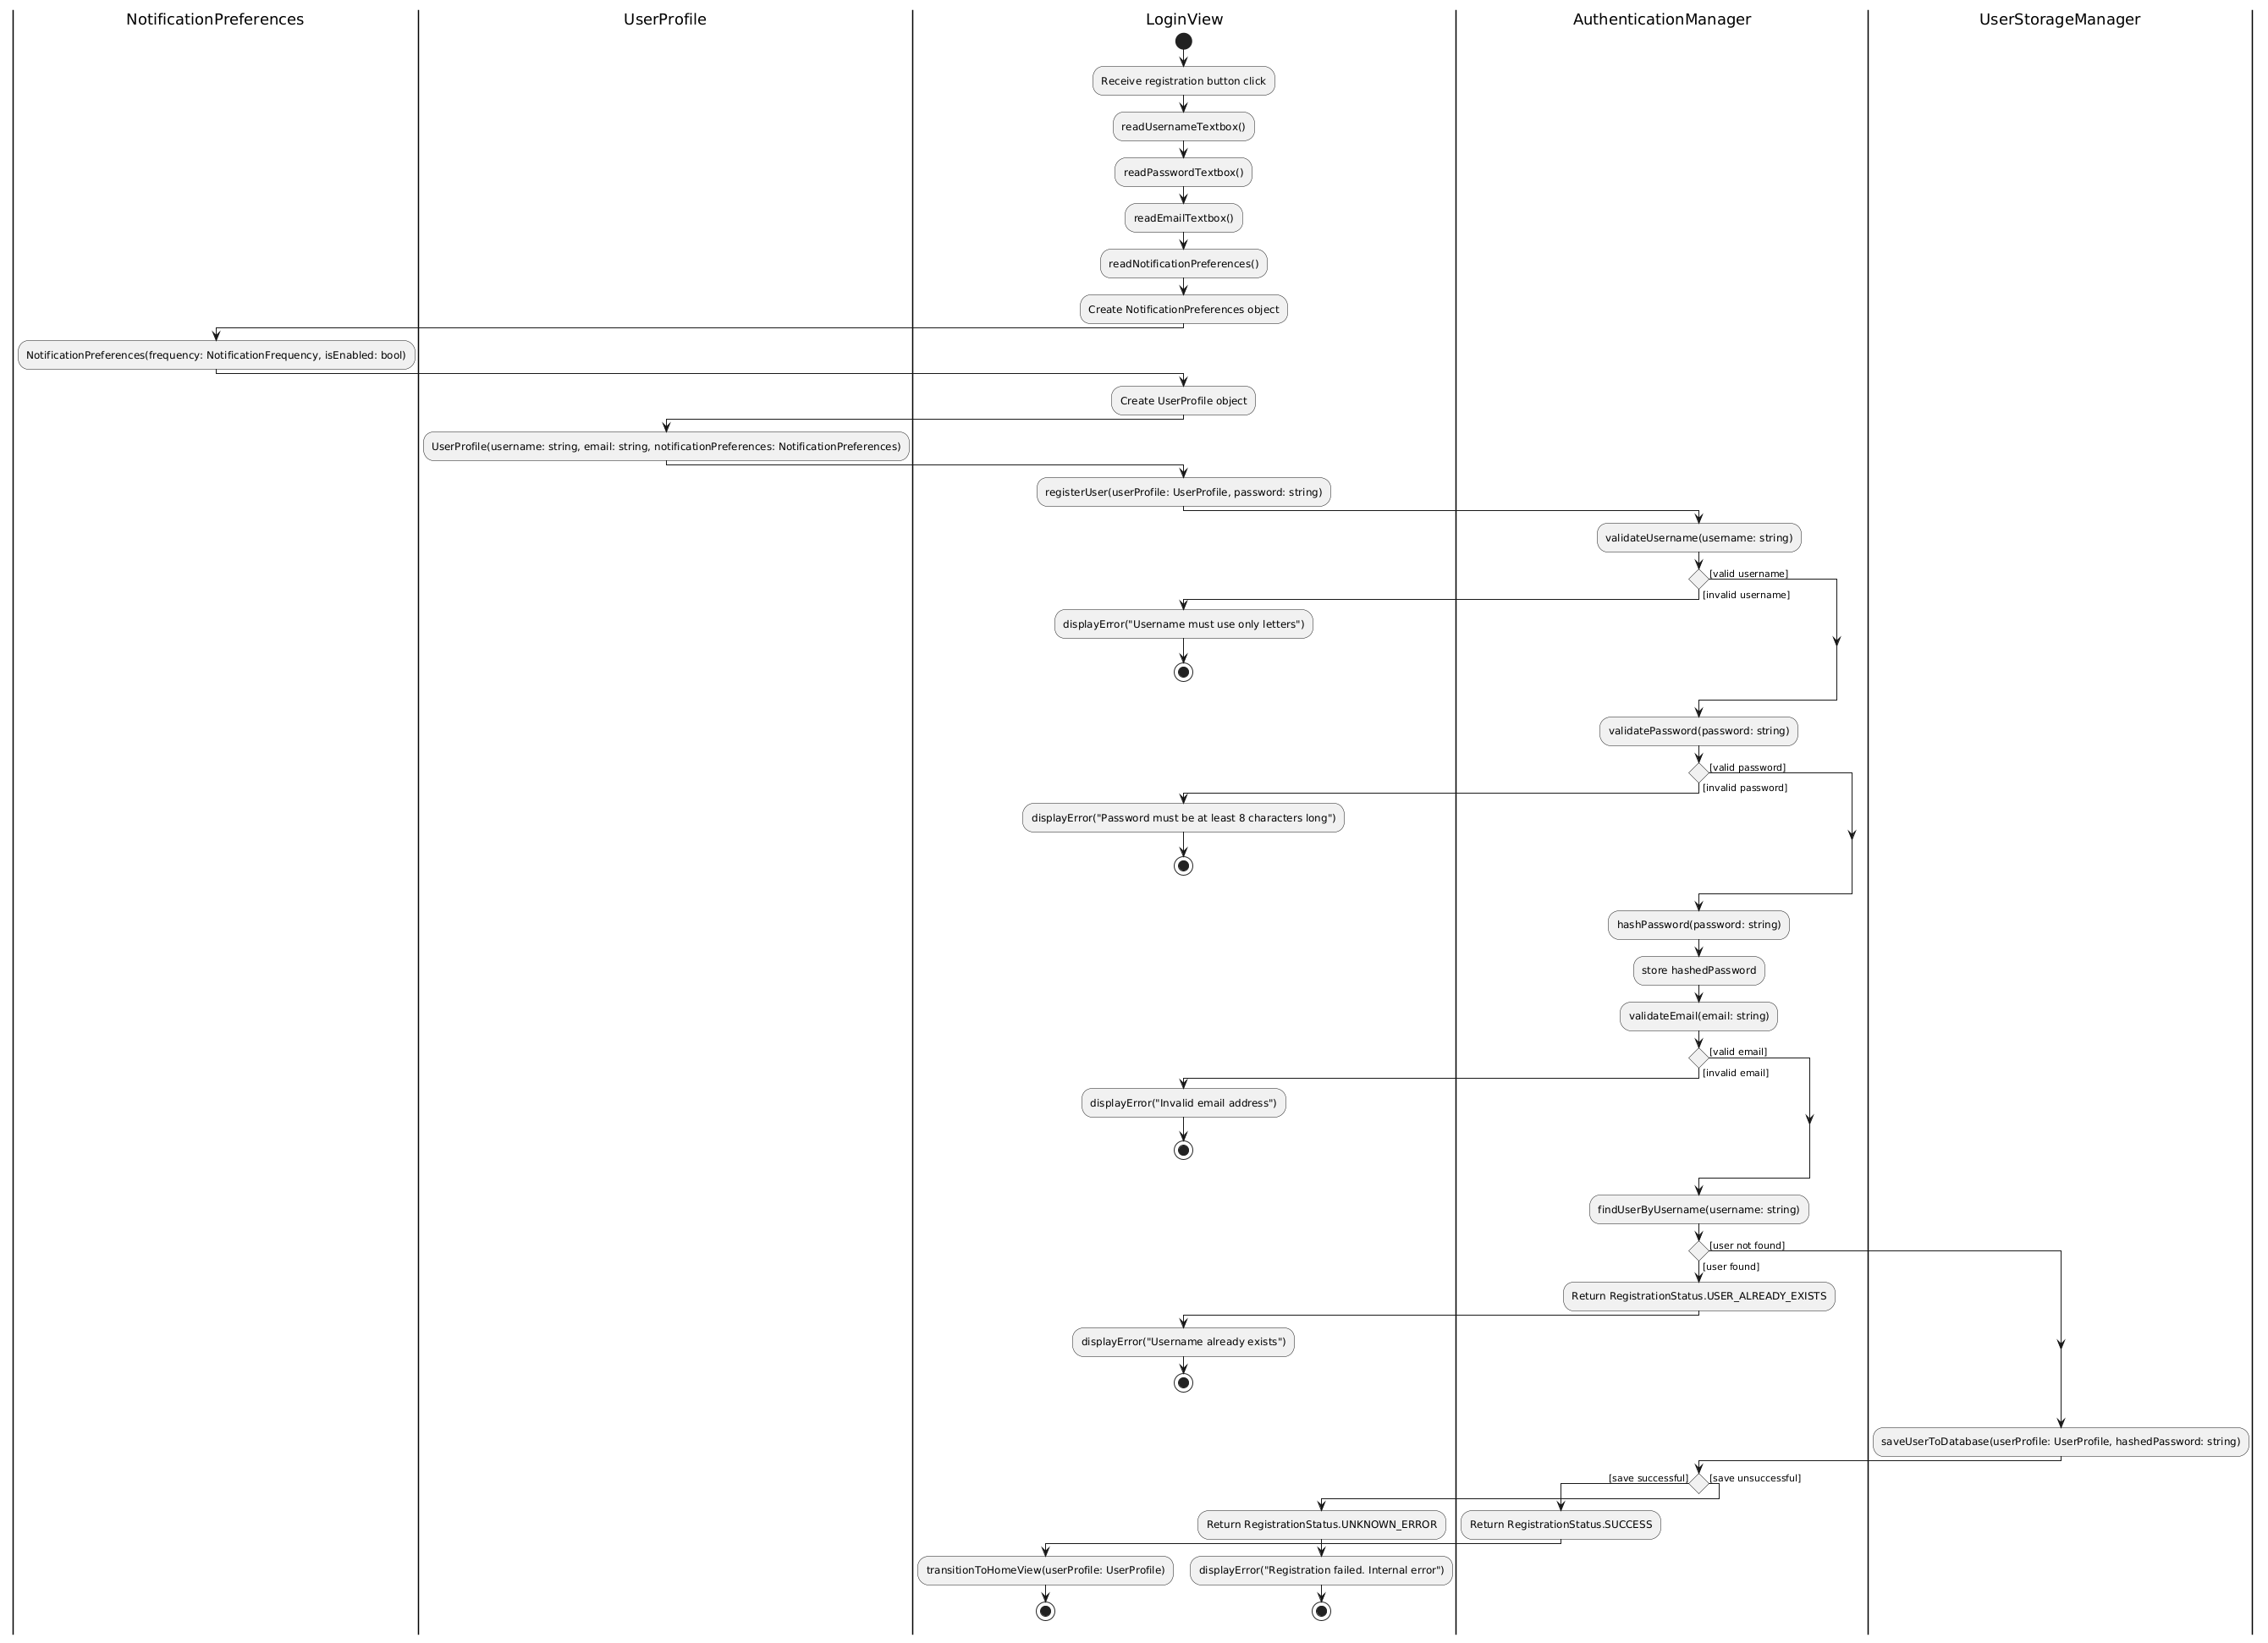 NotificationPreferences
UserProfile
LoginView
AuthenticationManager
UserStorageManager
Receive registration button click
readUsernameTextbox()
readPasswordTextbox()
readEmailTextbox()
readNotificationPreferences()
Create NotificationPreferences object
NotificationPreferences(frequency: NotificationFrequency, isEnabled: bool)
Create UserProfile object
UserProfile(username: string, email: string, notificationPreferences: NotificationPreferences)
registerUser(userProfile: UserProfile, password: string)
validateUsername(username: string)
[valid username]
[invalid username]
displayError("Username must use only letters")
validatePassword(password: string)
[valid password]
[invalid password]
displayError("Password must be at least 8 characters long")
hashPassword(password: string)
store hashedPassword
validateEmail(email: string)
[valid email]
[invalid email]
displayError("Invalid email address")
findUserByUsername(username: string)
[user not found]
[user found]
Return RegistrationStatus.USER_ALREADY_EXISTS
displayError("Username already exists")
saveUserToDatabase(userProfile: UserProfile, hashedPassword: string)
[save successful]
[save unsuccessful]
Return RegistrationStatus.UNKNOWN_ERROR
Return RegistrationStatus.SUCCESS
transitionToHomeView(userProfile: UserProfile)
displayError("Registration failed. Internal error")